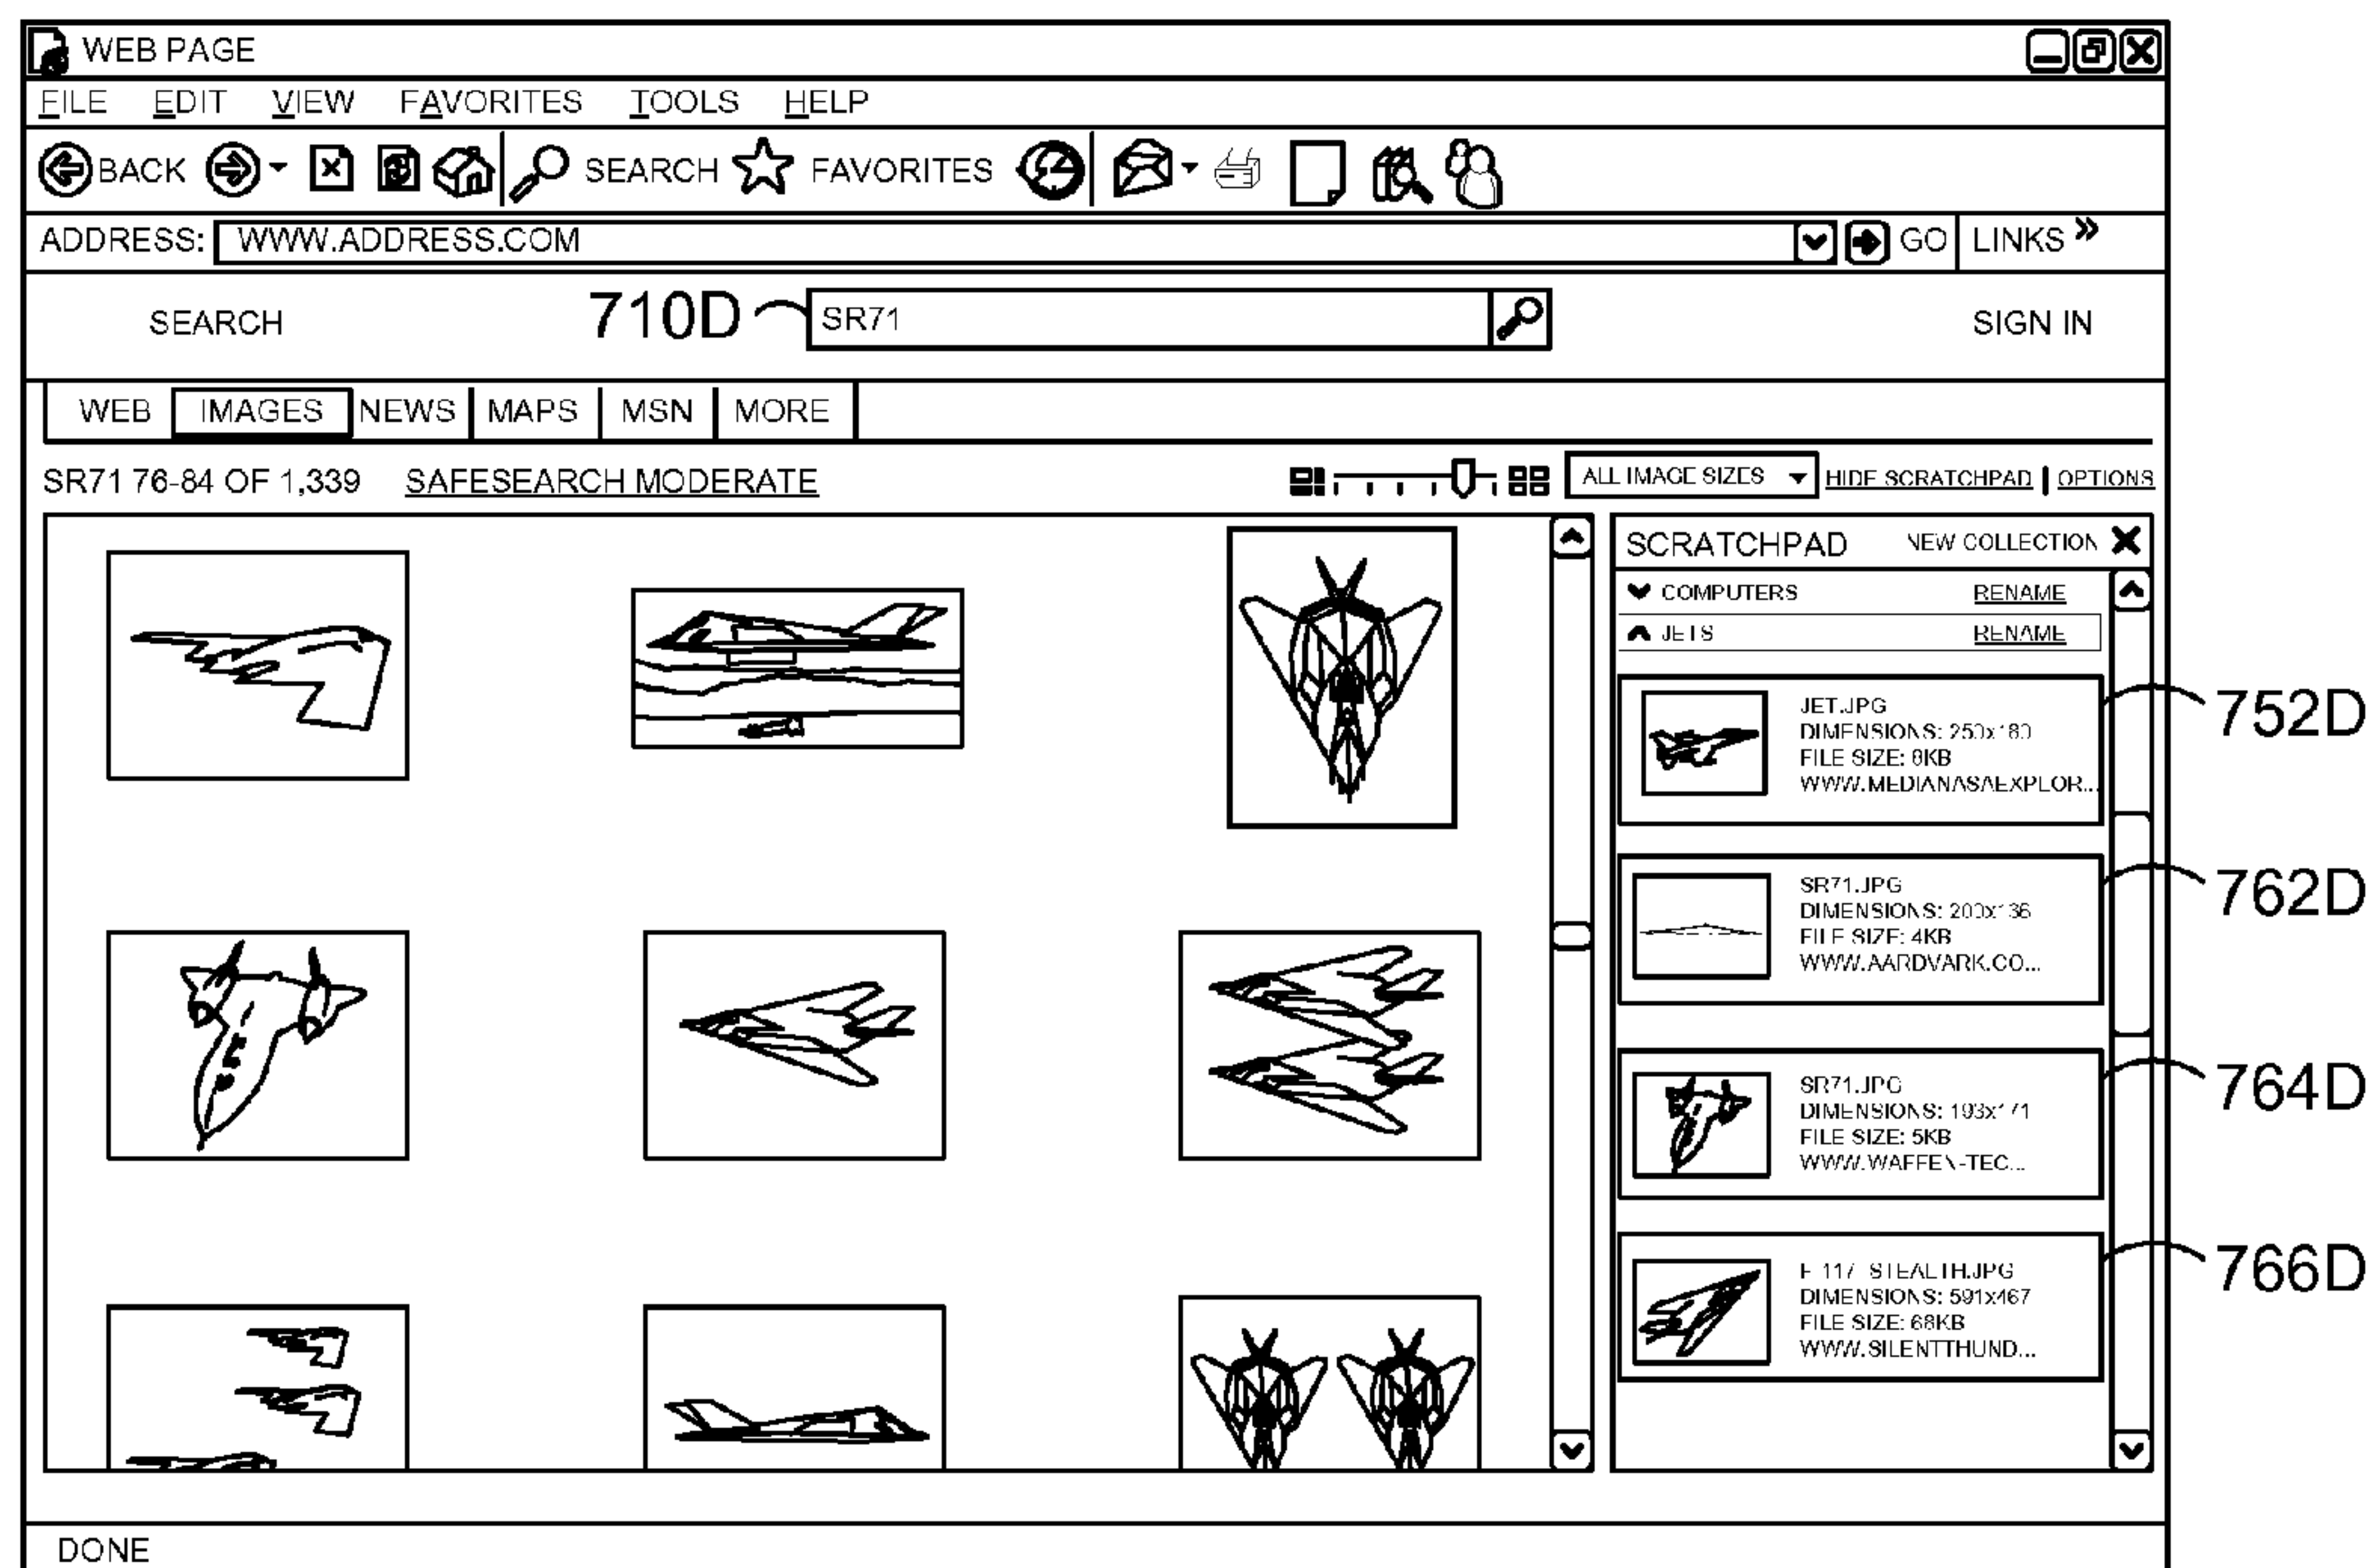 WEB PAGE
FILE EDIT VIEW FAVORITES TOOLS HELP
BACK SEARCH FAVORITES
ADDRESS: WWW.ADDRESS.COM GO LINKS »
SEARCH 710D SR71 SIGN IN
WEB IMAGES NEWS MAPS MSN MORE
SR71 76-84 OF 1,339 SAFESEARCH MODERATE ALL IMAGE SIZES HIDE SCRATCHPAD | OPTIONS
SCRATCHPAD NEW COLLECTION
COMPUTERS RENAME
JETS RENAME
JET.JPG
DIMENSIONS: 250x180
FILE SIZE: 8KB
WWW.MEDIANASAEXPLOR...
752D
SR71.JPG
DIMENSIONS: 200x136
FILE SIZE: 4KB
WWW.AARDVARK.CO...
762D
SR71.JPG
DIMENSIONS: 193x171
FILE SIZE: 5KB
WWW.WAFFEN-TEC...
764D
F-117 STEALTH.JPG
DIMENSIONS: 591x467
FILE SIZE: 68KB
WWW.SILENTTHUND...
766D
DONE